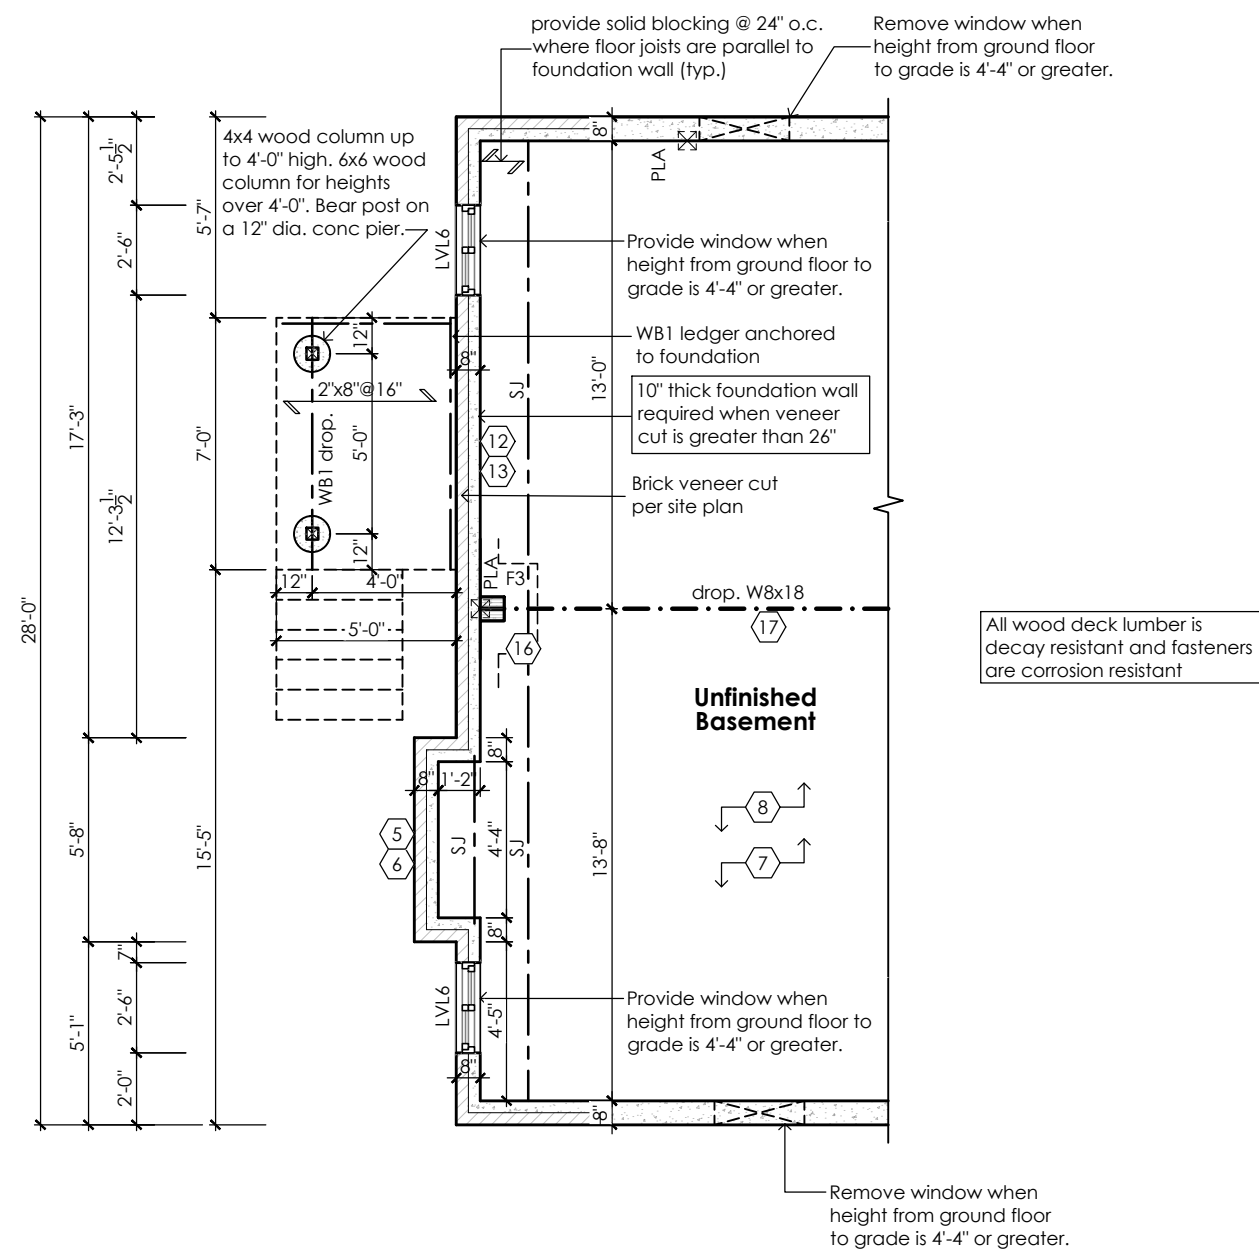 provide solid blocking @ 24" o.c.
where floor joists are parallel to
foundation wall (typ.)
Remove window when
height from ground floor
to grade is 4'-4" or greater.
4x4 wood column up
to 4'-0" high. 6x6 wood
column for heights
over 4'-0". Bear post on
a 12" dia. conc pier.
8"
PLA
2'-5 1/2"
5'-7"
2'-6"
LVL6
Provide window when
height from ground floor to
grade is 4'-4" or greater.
WB1 ledger anchored
to foundation
12"
8"
2"x8"@16"
SJ
13'-0"
10" thick foundation wall
required when veneer
cut is greater than 26"
17'-3"
7'-0"
WB1 drop.
5'-0"
12
13
Brick veneer cut
per site plan
12'-3 1/2"
12"
12"
4'-0"
PLA
F3
drop. W8x18
17
28'-0"
5'-0"
16
All wood deck lumber is
decay resistant and fasteners
are corrosion resistant
Unfinished
Basement
8"
8"
1'-2"
8
5'-8"
15'-5"
5
6
SJ
4'-4"
SJ
13'-8"
7
8"
7"
2'-6"
5'-1"
LVL6
4'-5"
Provide window when
height from ground floor to
grade is 4'-4" or greater.
8"
2'-0"
8"
Remove window when
height from ground floor
to grade is 4'-4" or greater.